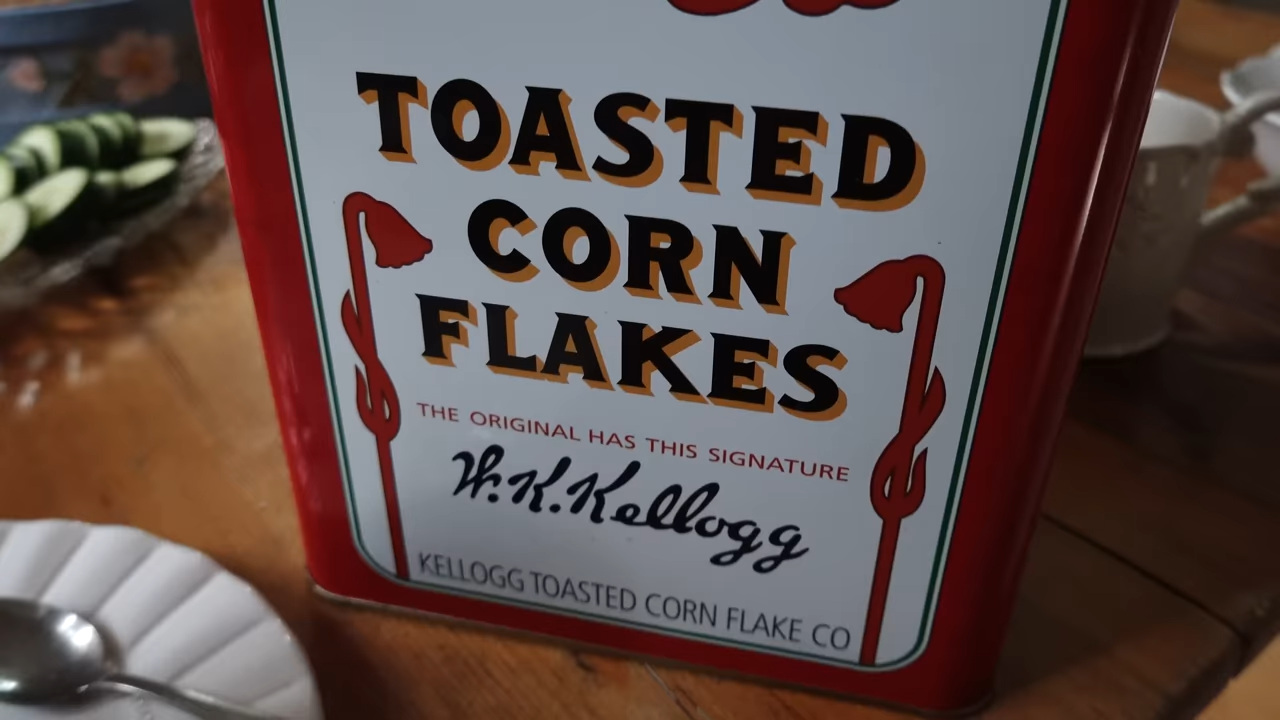 TOASTED
CORN
FLAKES
THE ORIGINAL HAS THIS SIGNATURE
W.K.Kellogg
KELLOGG TOASTED CORN FLAKE CO